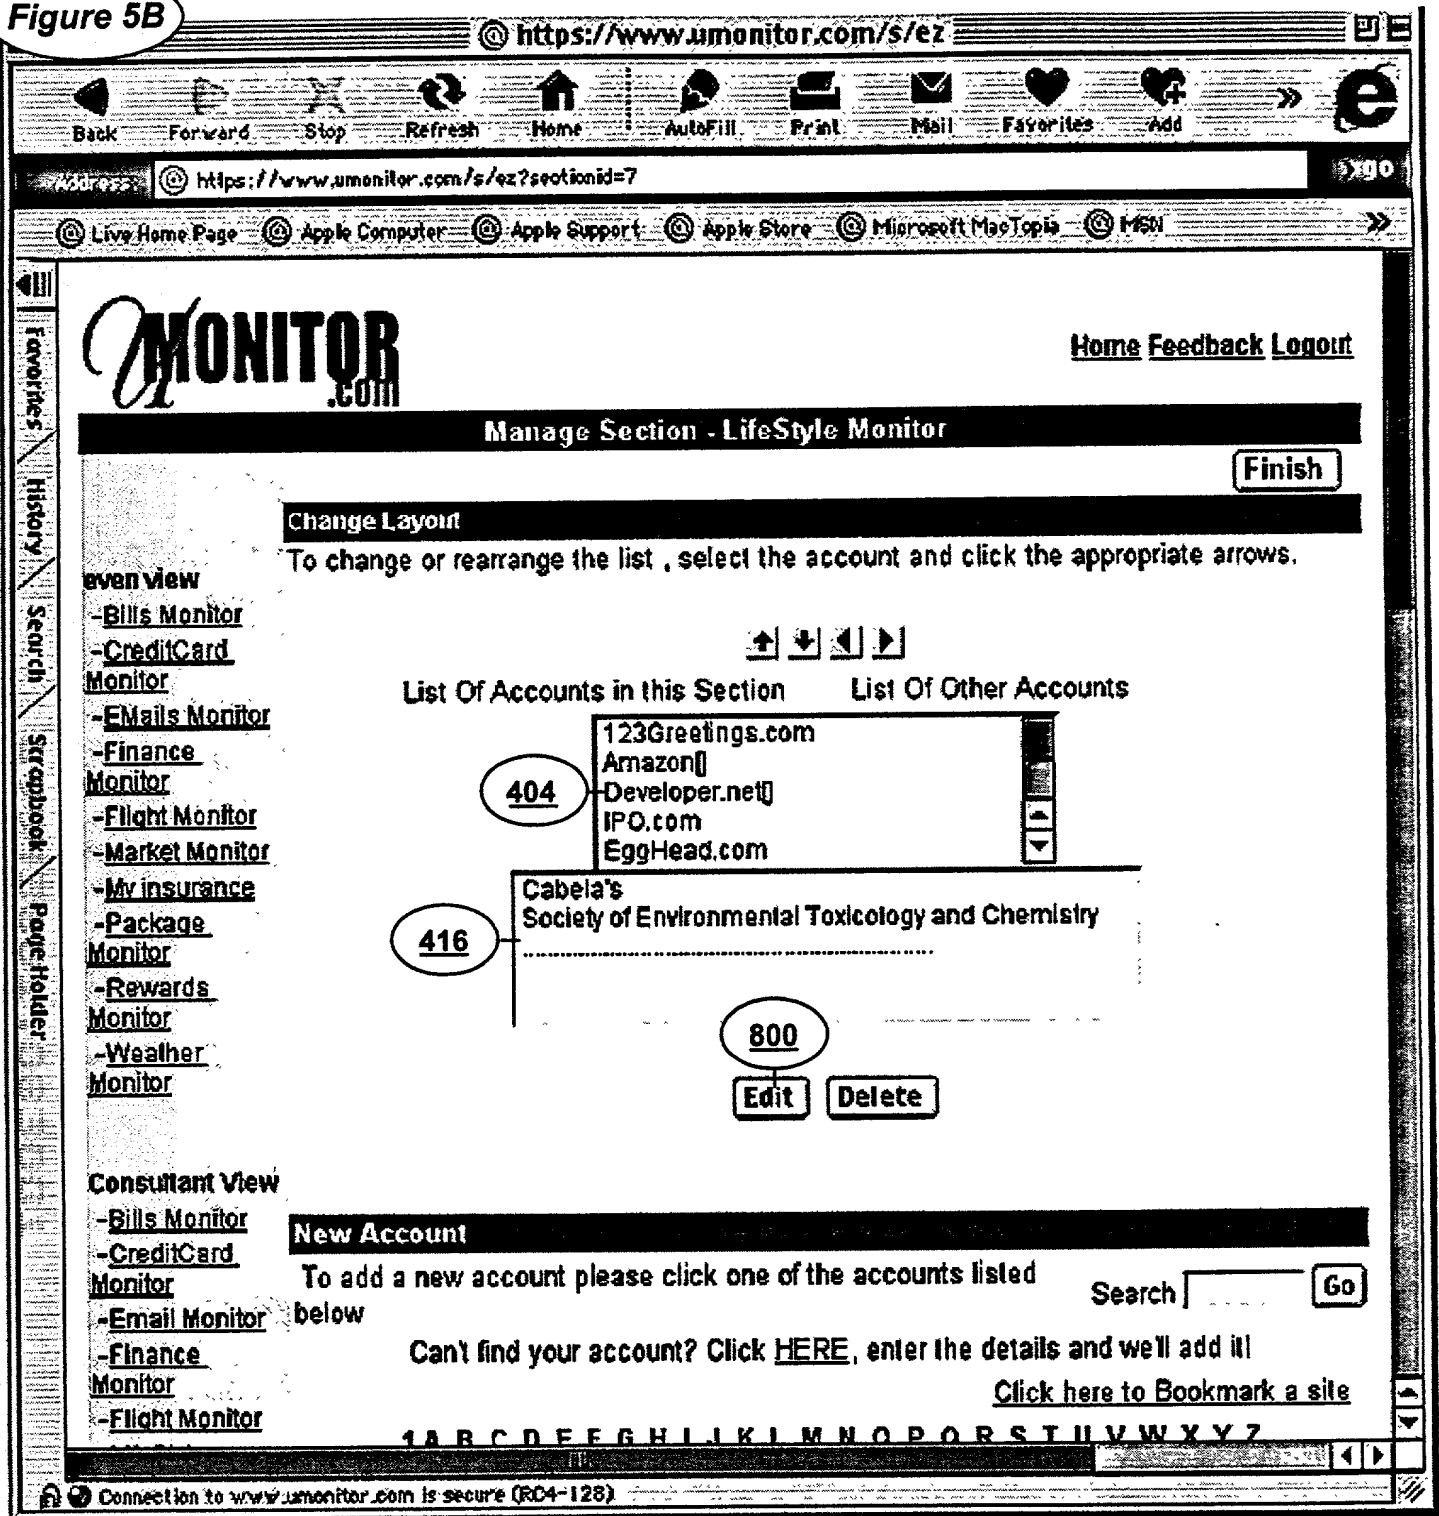 Figure 5B
https://www.umonitor.com/s/ez
Back Forward Stop Refresh Home AutoFill Print Mail Favorites Add »
Address https://www.umonitor.com/s/ez?sectionid=7 go
Live Home Page Apple Computer Apple Support Apple Store Microsoft MacTopia MSN »
Favorites
History
Search
Scrapbook
Page Holder
UMONITOR
.com
Home Feedback Logout
Manage Section - LifeStyle Monitor
Finish
Change Layout
To change or rearrange the list , select the account and click the appropriate arrows.
even view
-Bills Monitor
-CreditCard
Monitor
-EMails Monitor
-Finance
Monitor
-Flight Monitor
-Market Monitor
-My insurance
-Package
Monitor
-Rewards
Monitor
-Weather
Monitor
List Of Accounts in this Section List Of Other Accounts
123Greetings.com
Amazon[]
404 Developer.net[]
IPO.com
EggHead.com
Cabela's
Society of Environmental Toxicology and Chemistry
416
800
Edit Delete
Consultant View
-Bills Monitor
-CreditCard
Monitor
-Email Monitor
-Finance
Monitor
-Flight Monitor
New Account
To add a new account please click one of the accounts listed
below
Search Go
Can't find your account? Click HERE, enter the details and we'll add it!
Click here to Bookmark a site
1 A B C D E F G H I J K L M N O P Q R S T U V W X Y Z
Connection to www.umonitor.com is secure (RC4-128)